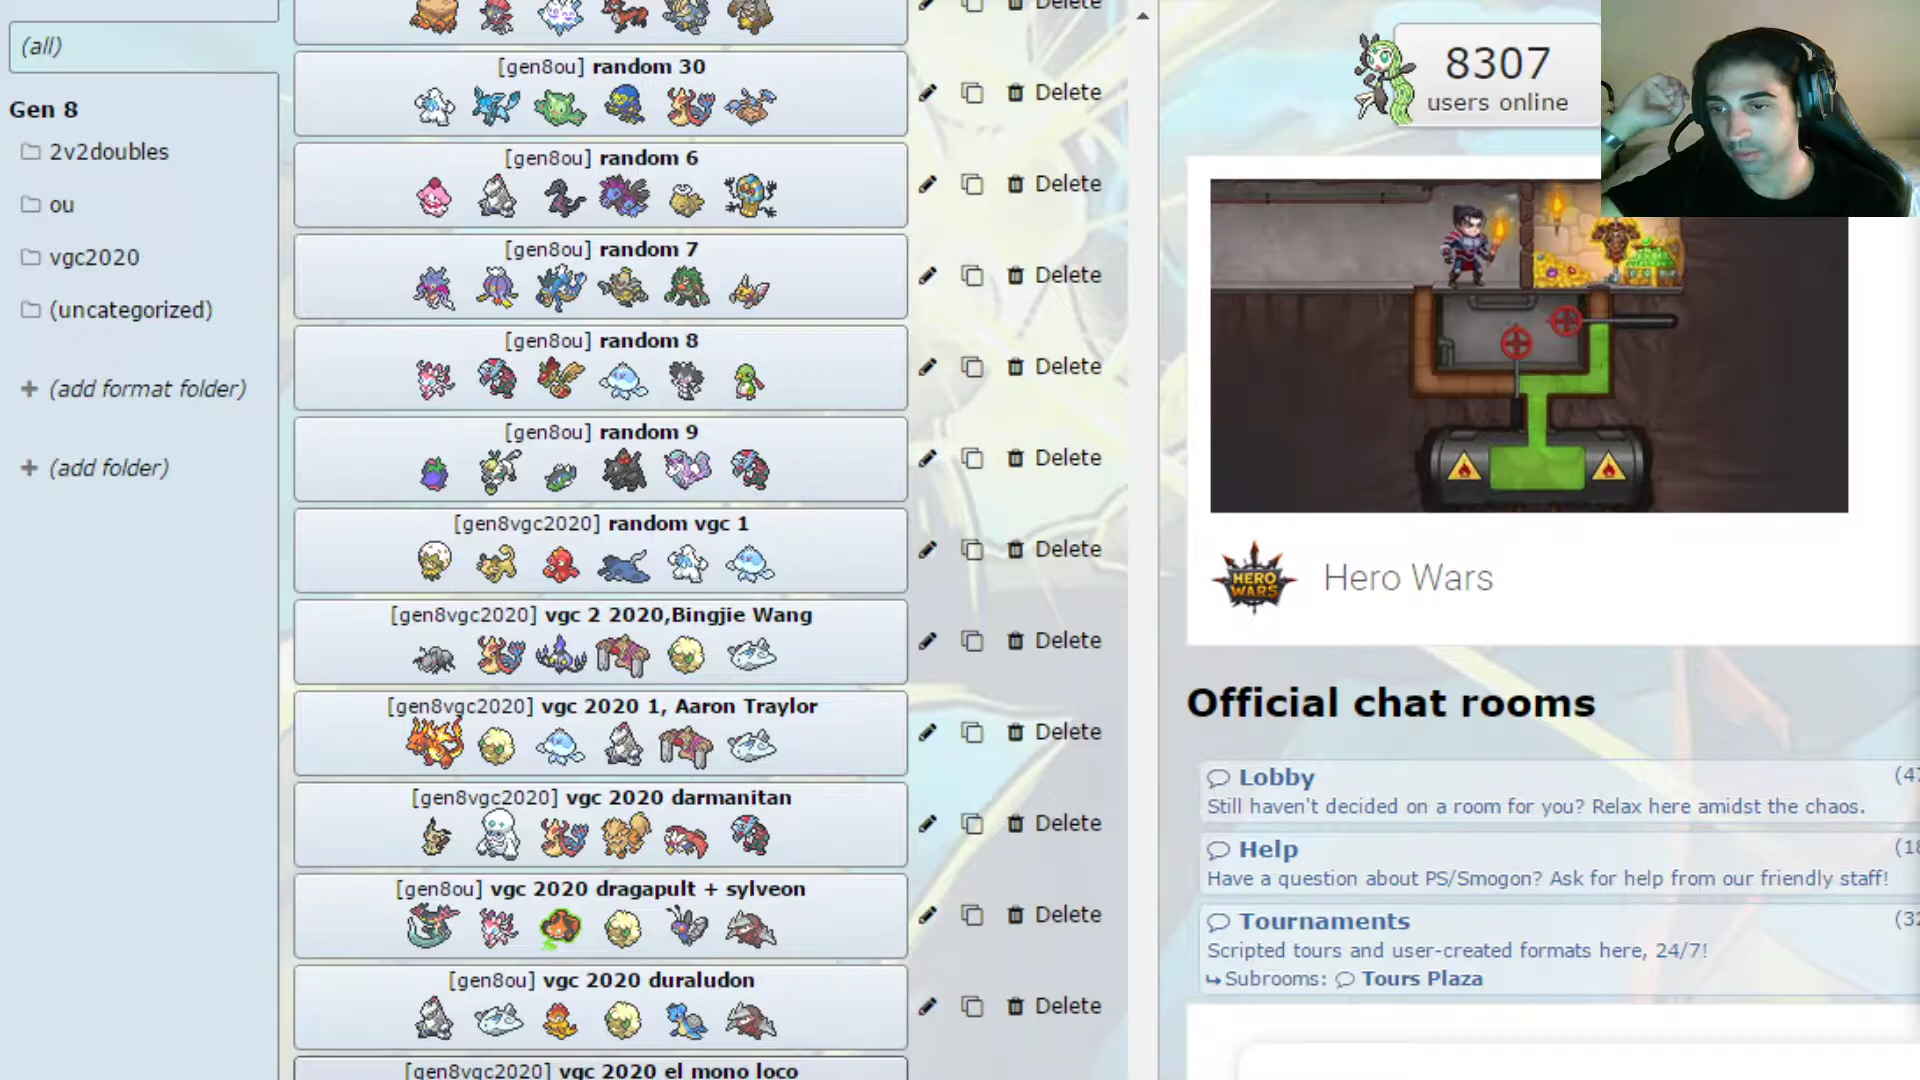 (all)
Gen 8
2v2doubles
ou
vgc2020
(uncategorized)
+ (add format folder)
+ (add folder)
Delete
[gen8ou] random 30
Delete
[gen8ou] random 6
Delete
[gen8ou] random 7
Delete
[gen8ou] random 8
Delete
[gen8ou] random 9
Delete
[gen8vgc2020] random vgc 1
Delete
[gen8vgc2020] vgc 2 2020,Bingjie Wang
Delete
[gen8vgc2020] vgc 2020 1, Aaron Traylor
Delete
[gen8vgc2020] vgc 2020 darmanitan
Delete
[gen8ou] vgc 2020 dragapult + sylveon
Delete
[gen8ou] vgc 2020 duraludon
Delete
[gen8vgc2020] vgc 2020 el mono loco
8307
users online
HERO
WARS
Hero Wars
Official chat rooms
Lobby
Still haven't decided on a room for you? Relax here amidst the chaos.
Help
Have a question about PS/Smogon? Ask for help from our friendly staff!
Tournaments
Scripted tours and user-created formats here, 24/7!
↳ Subrooms: Tours Plaza